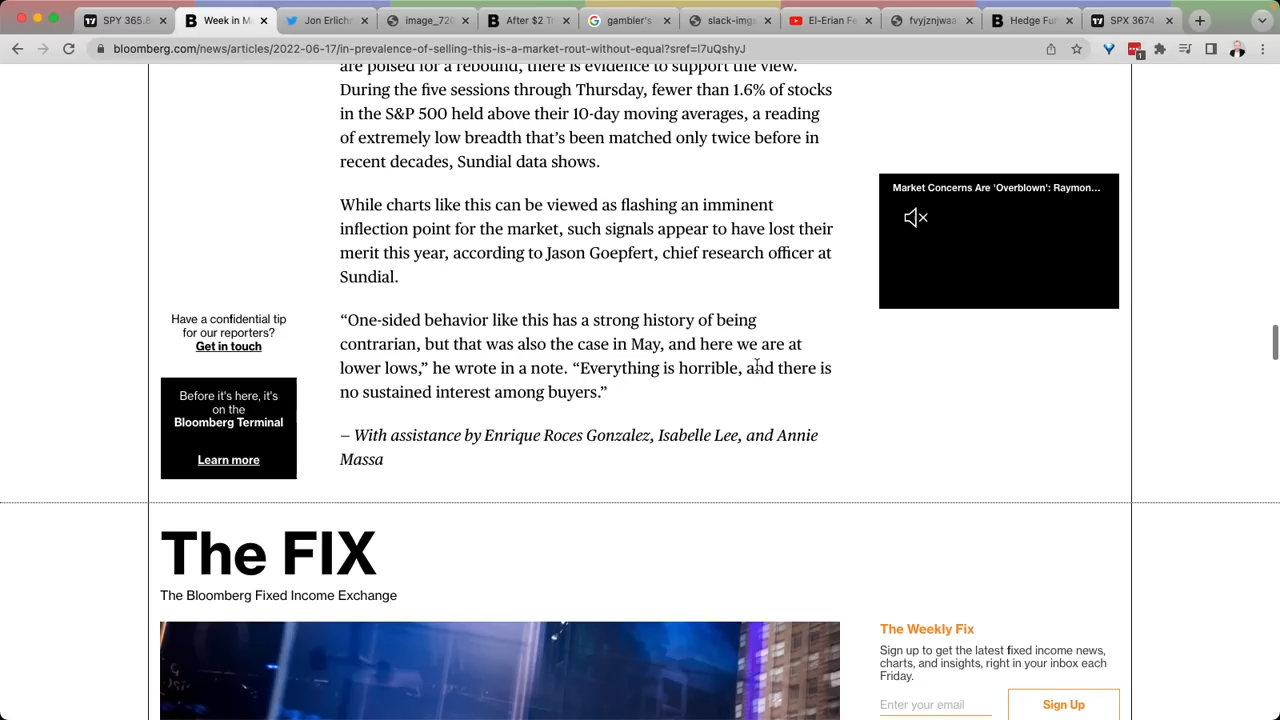 SPY 365.8
Week in M
Jon Erlichm
image_720
After $2 Tr
gambler's
slack-imgs
El-Erian Fe
fvyjznjwaa
Hedge Fun
SPX 3674
bloomberg.com/news/articles/2022-06-17/in-prevalence-of-selling-this-is-a-market-rout-without-equal?sref=I7uQshyJ
1
are poised for a rebound, there is evidence to support the view.
During the five sessions through Thursday, fewer than 1.6% of stocks
in the S&P 500 held above their 10-day moving averages, a reading
of extremely low breadth that's been matched only twice before in
recent decades, Sundial data shows.
While charts like this can be viewed as flashing an imminent
inflection point for the market, such signals appear to have lost their
merit this year, according to Jason Goepfert, chief research officer at
Sundial.
“One-sided behavior like this has a strong history of being
contrarian, but that was also the case in May, and here we are at
lower lows,” he wrote in a note. “Everything is horrible, and there is
no sustained interest among buyers.”
— With assistance by Enrique Roces Gonzalez, Isabelle Lee, and Annie
Massa
Have a confidential tip
for our reporters?
Get in touch
Before it's here, it's
on the
Bloomberg Terminal
Learn more
Market Concerns Are 'Overblown': Raymon...
The FIX
The Bloomberg Fixed Income Exchange
The Weekly Fix
Sign up to get the latest fixed income news,
charts, and insights, right in your inbox each
Friday.
Enter your email
Sign Up